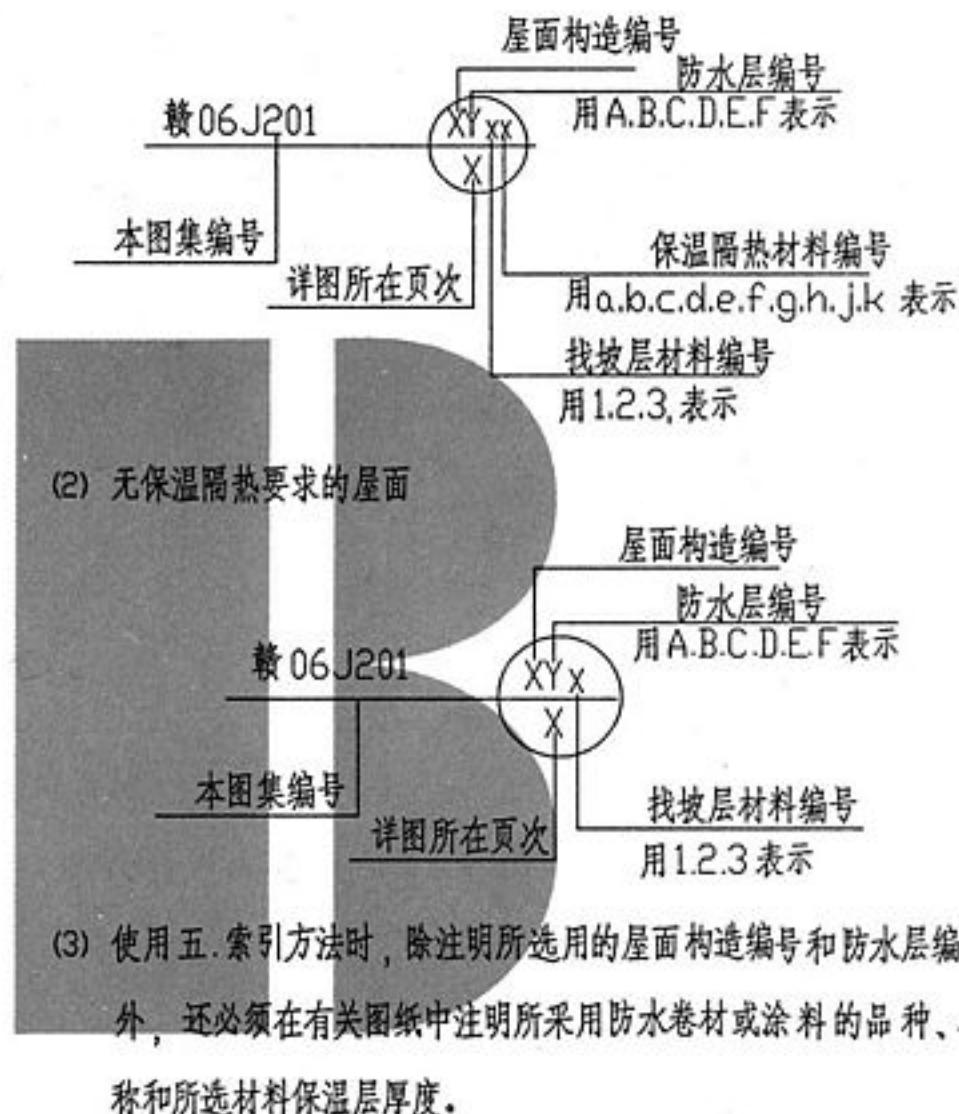 屋面构造编号
防水层编号
用A.B.C.D.E.F 表示
赣06J201
XY xx
X
本图集编号
详图所在页次
保温隔热材料编号
用a.b.c.d.e.f.g.h.j.k 表示
找坡层材料编号
用1.2.3.表示
(2) 无保温隔热要求的屋面
屋面构造编号
防水层编号
用A.B.C.D.E.F表示
赣06J201
XY x
X
本图集编号
详图所在页次
找坡层材料编号
用1.2.3表示
(3) 使用五.索引方法时,除注明所选用的屋面构造编号和防水层编
外,还必须在有关图纸中注明所采用防水卷材或涂料的品种、
称和所选材料保温层厚度。